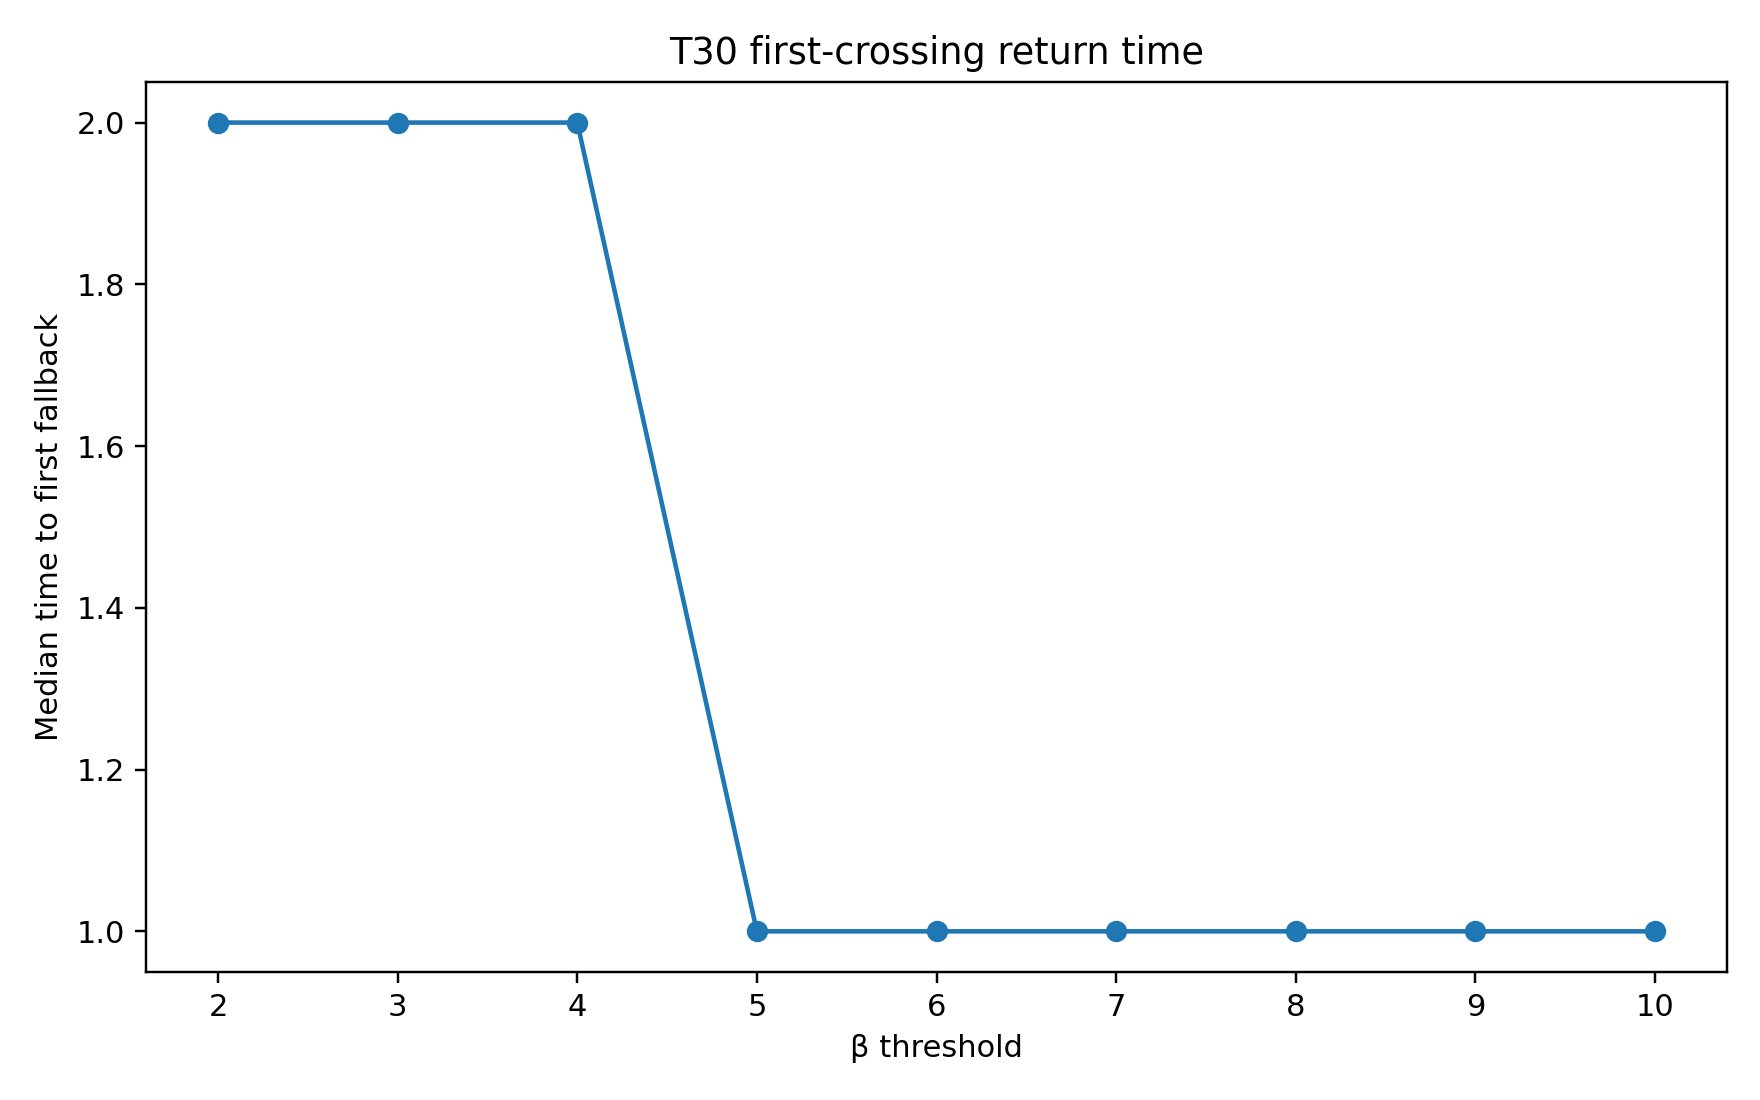 T30 first-crossing return time
Median time to first fallback
2.0
1.8
1.6
1.4
1.2
1.0
2 3 4 5 6 7 8 9 10
β threshold